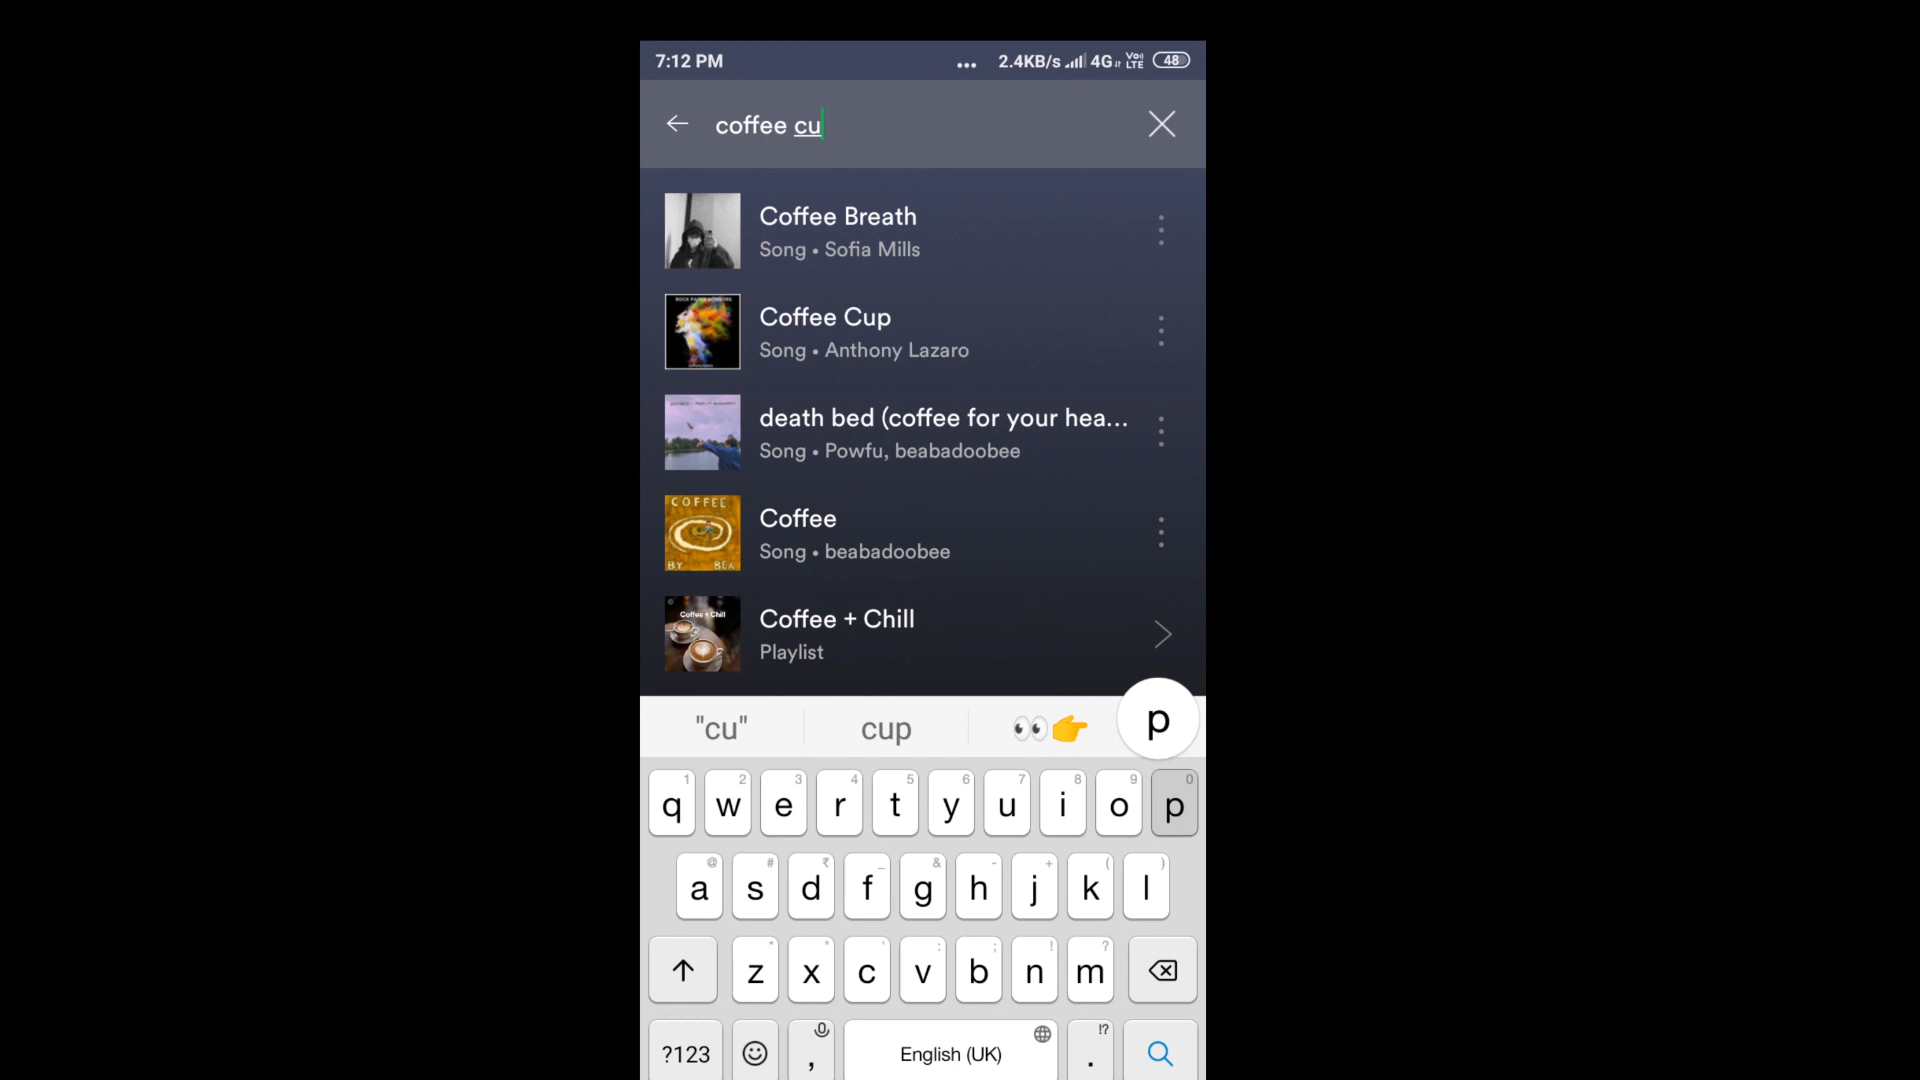 7:12 PM
... 2.4KB/s 4G Vo)) LTE 48
coffee cu
Coffee Breath
Song • Sofia Mills
Coffee Cup
Song • Anthony Lazaro
death bed (coffee for your hea...
Song • Powfu, beabadoobee
COFFEE
BY BEA
Coffee
Song • beabadoobee
Coffee + Chill
Coffee + Chill
Playlist
"cu" cup 👀👉 p
1 2 3 4 5 6 7 8 9 0
q w e r t y u i o p
@ # ₹ _ & - + ( )
a s d f g h j k l
* " ' : ; ! ?
z x c v b n m
?123 , English (UK) . !?